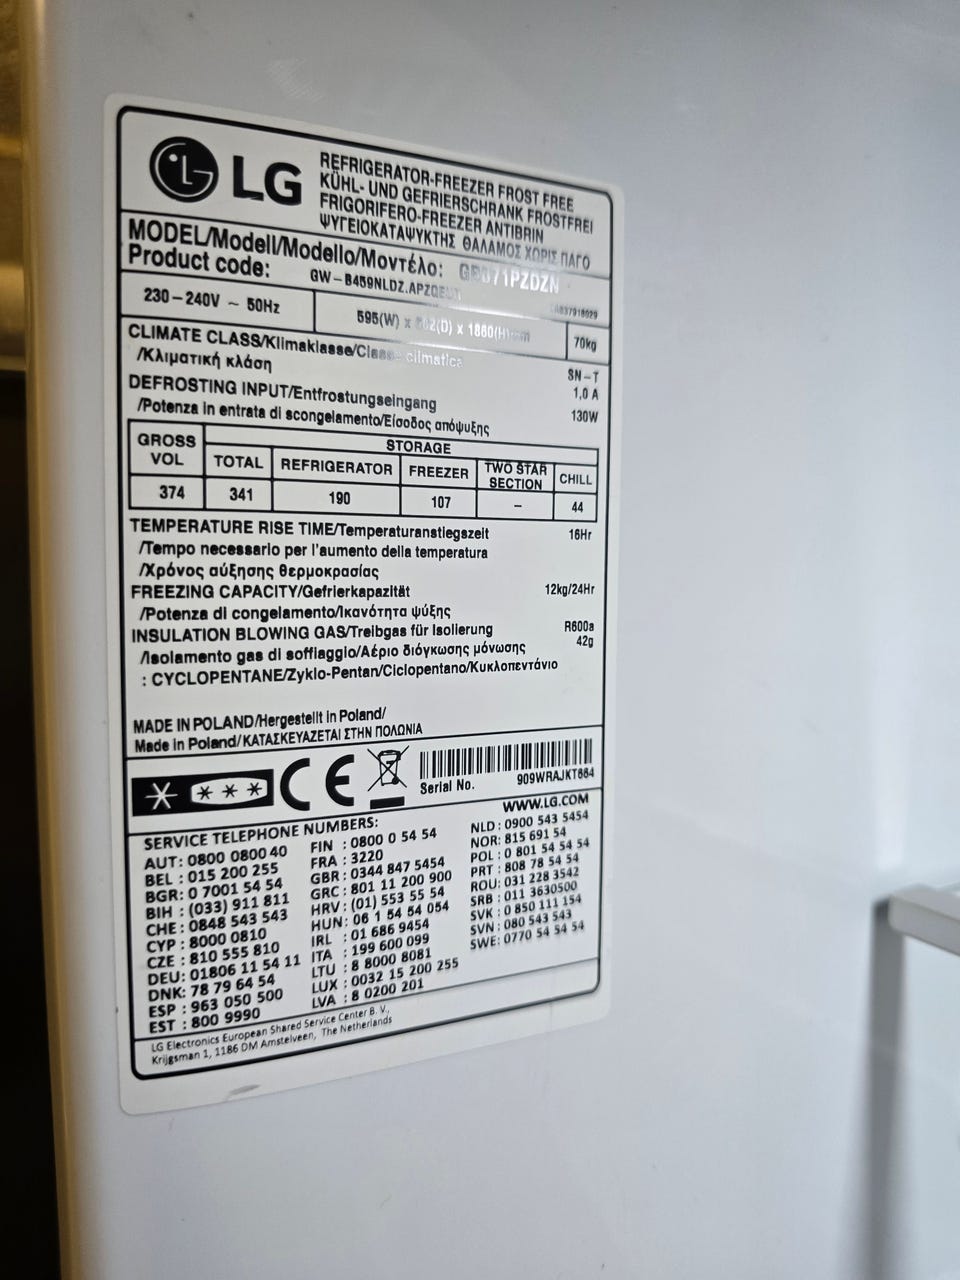 LG
REFRIGERATOR-FREEZER FROST FREE
KÜHL- UND GEFRIERSCHRANK FROSTFREI
FRIGORIFERO-FREEZER ANTIBRIN
ΨΥΓΕΙΟΚΑΤΑΨΥΚΤΗΣ ΘΑΛΑΜΟΣ ΧΩΡΙΣ ΠΑΓΟ
MODEL/Modell/Modello/Μοντέλο:
Product code:
230-240V ~ 50Hz
595(W) x 1860(H)
70kg
CLIMATE CLASS/Klimaklasse/Classe climatica
/Κλιματική κλάση
SN-T
DEFROSTING INPUT/Entfrostungseingang
1,0 A
/Potenza in entrata di scongelamento/Είσοδος απόψυξης
130W
GROSS VOL
STORAGE
TOTAL REFRIGERATOR FREEZER TWO STAR SECTION CHILL
374 341 190 107 - 44
TEMPERATURE RISE TIME/Temperaturanstiegszeit
16Hr
/Tempo necessario per l'aumento della temperatura
/Χρόνος αύξησης θερμοκρασίας
FREEZING CAPACITY/Gefrierkapazität
12kg/24Hr
/Potenza di congelamento/Ικανότητα ψύξης
INSULATION BLOWING GAS/Treibgas für Isolierung
R600a
/Isolamento gas di soffiaggio/Αέριο διόγκωσης μόνωσης
42g
: CYCLOPENTANE/Zyklo-Pentan/Ciclopentano/Κυκλοπεντάνιο
MADE IN POLAND/Hergestellt in Poland/
Made in Poland/ΚΑΤΑΣΚΕΥΑΖΕΤΑΙ ΣΤΗΝ ΠΟΛΩΝΙΑ
CE
Serial No.
909WRAJKT664
WWW.LG.COM
SERVICE TELEPHONE NUMBERS:
AUT: 0800 0800 40
BEL : 015 200 255
BGR: 0 7001 54 54
BIH : (033) 911 811
CHE: 0848 543 543
CYP : 8000 0810
CZE : 810 555 810
DEU: 01806 11 54 11
DNK: 78 79 64 54
ESP : 963 050 500
EST : 800 9990
FIN : 0800 0 54 54
FRA : 3220
GBR : 0344 847 5454
GRC : 801 11 200 900
HRV : (01) 553 55 54
HUN: 06 1 54 54 054
IRL : 01 686 9454
ITA : 199 600 099
LTU : 8 8000 8081
LUX : 0032 15 200 255
LVA : 8 0200 201
NLD : 0900 543 5454
NOR: 815 691 54
POL : 0 801 54 54 54
PRT : 808 78 54 54
ROU: 031 228 3542
SRB : 011 3630500
SVK : 0 850 111 154
SVN : 080 543 543
SWE: 0770 54 54 54
LG Electronics European Shared Service Center B. V.,
Krijgsman 1, 1186 DM Amstelveen, The Netherlands